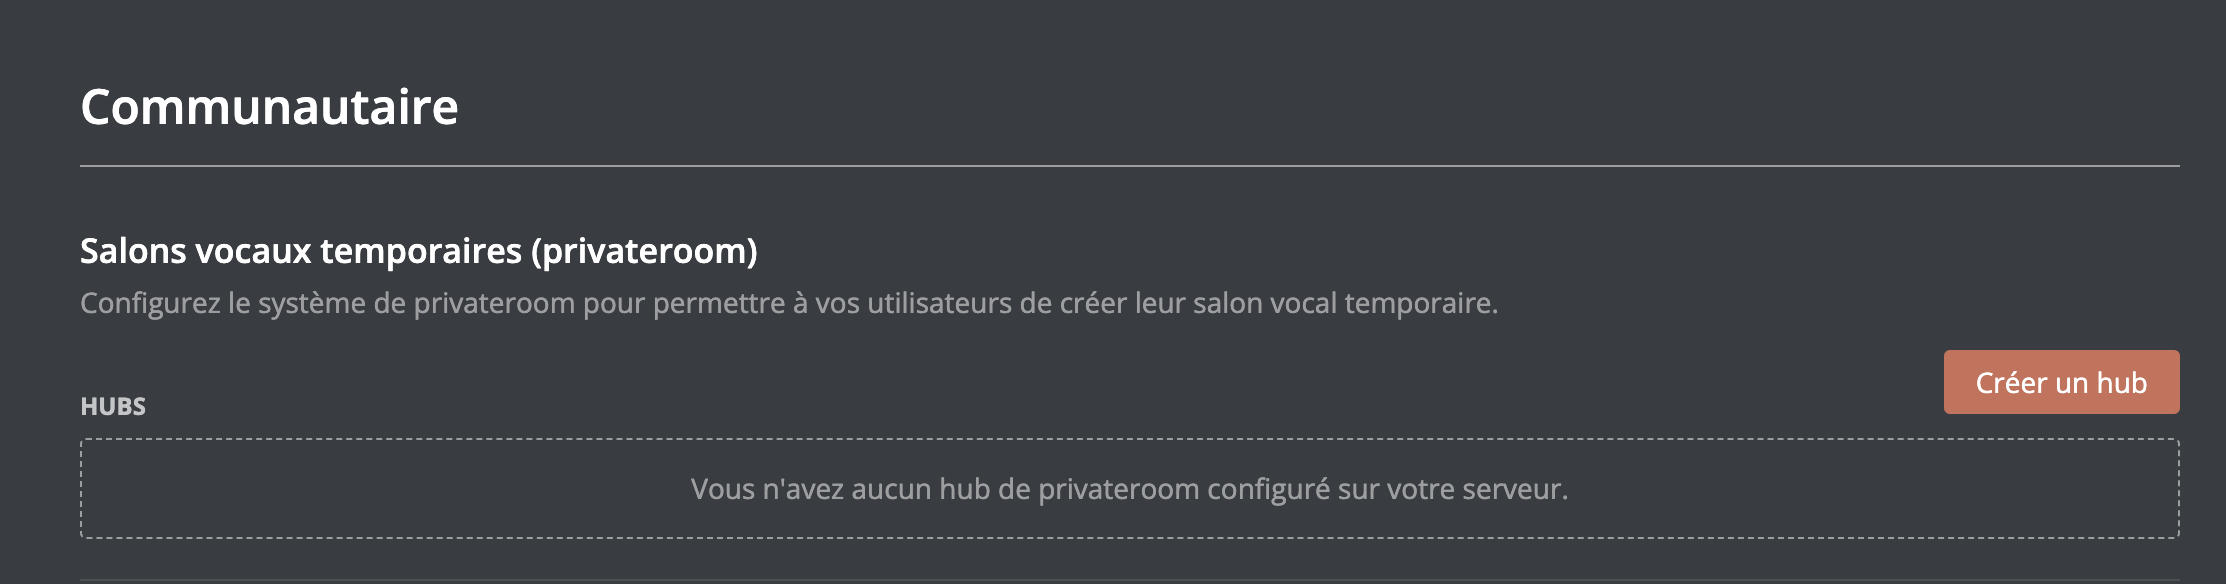 Communautaire
Salons vocaux temporaires (privateroom)
Configurez le système de privateroom pour permettre à vos utilisateurs de créer leur salon vocal temporaire.
Créer un hub
HUBS
Vous n'avez aucun hub de privateroom configuré sur votre serveur.